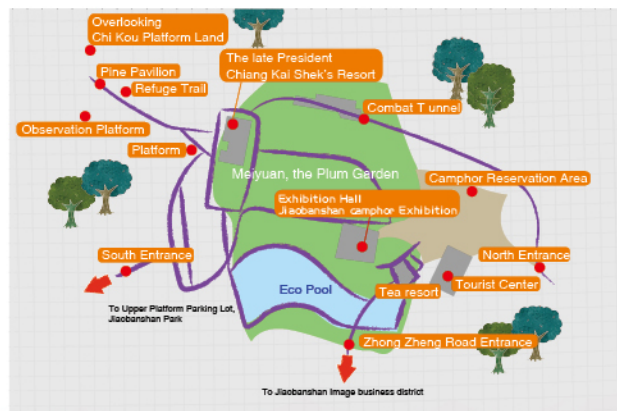 Overlooking
Chi Kou Platform Land
The late President
Chiang Kai Shek's Resort
Pine Pavilion
Refuge Trail
Combat T unnel
Observation Platform
Platform
Meiyuan, the Plum Garden
Camphor Reservation Area
Exhibition Hall
Jiaobanshan camphor Exhibition
South Entrance
North Entrance
Tourist Center
Eco Pool
Tea resort
To Upper Platform Parking Lot,
Jiaobanshan Park
Zhong Zheng Road Entrance
To Jiaobanshan Image business district